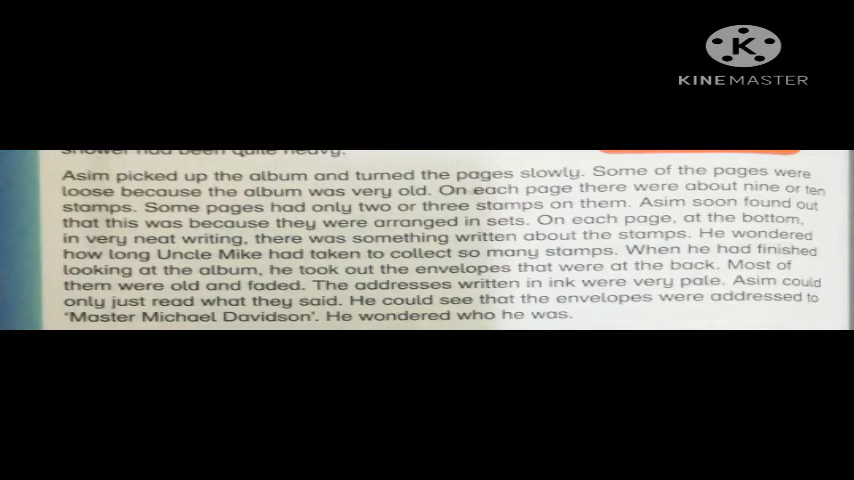 KINEMASTER
shower had been quite heavy.
Asim picked up the album and turned the pages slowly. Some of the pages were
loose because the album was very old. On each page there were about nine or ten
stamps. Some pages had only two or three stamps on them. Asim soon found out
that this was because they were arranged in sets. On each page, at the bottom,
in very neat writing, there was something written about the stamps. He wondered
how long Uncle Mike had taken to collect so many stamps. When he had finished
looking at the album, he took out the envelopes that were at the back. Most of
them were old and faded. The addresses written in ink were very pale. Asim could
only just read what they said. He could see that the envelopes were addressed to
'Master Michael Davidson'. He wondered who he was.